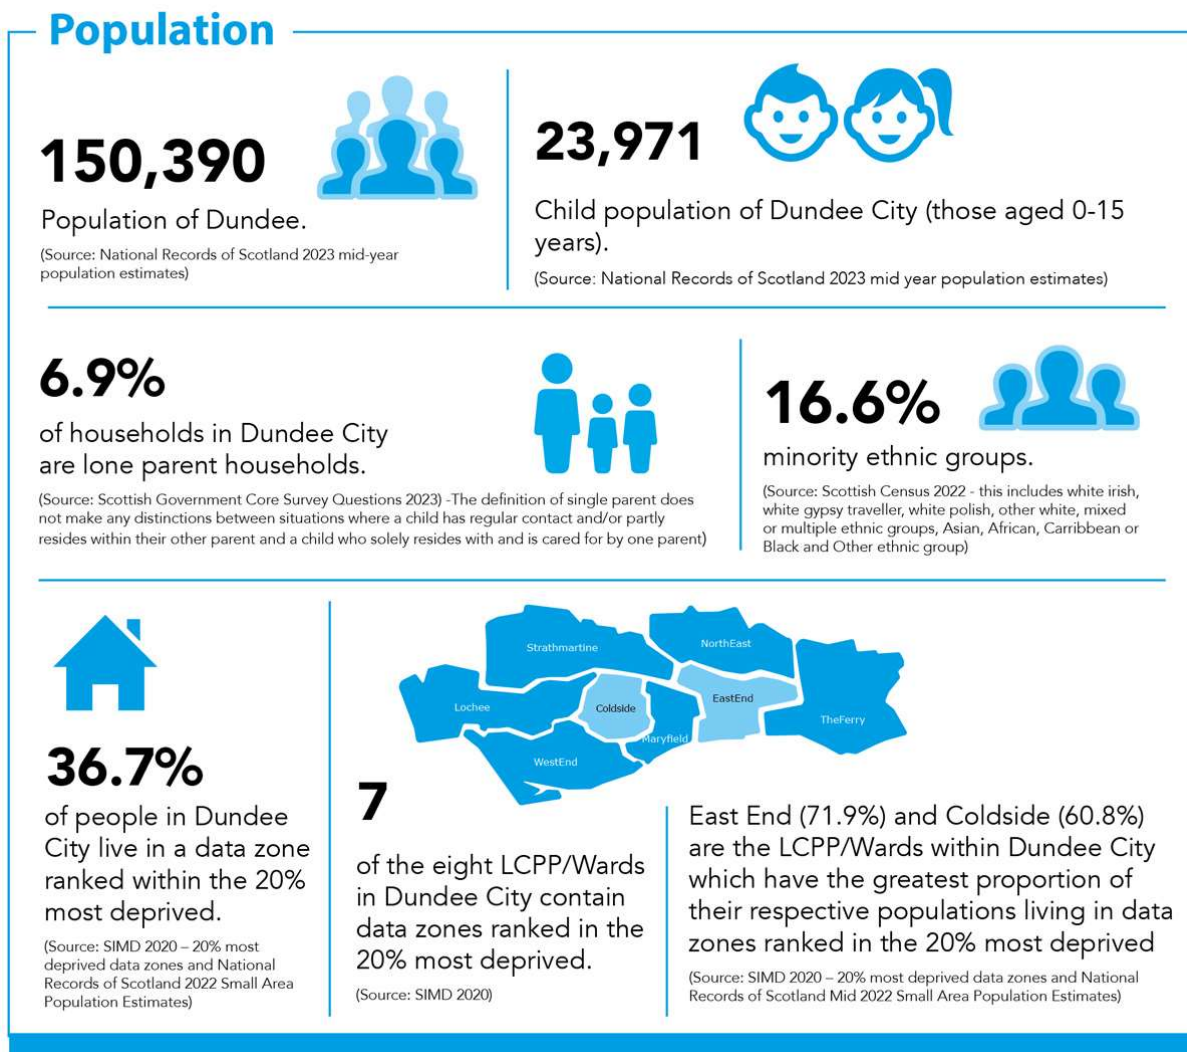 Population
150,390
Population of Dundee.
(Source: National Records of Scotland 2023 mid-year
population estimates)
23,971
Child population of Dundee City (those aged 0-15
years).
(Source: National Records of Scotland 2023 mid year population estimates)
6.9%
of households in Dundee City
are lone parent households.
(Source: Scottish Government Core Survey Questions 2023) -The definition of single parent does
not make any distinctions between situations where a child has regular contact and/or partly
resides within their other parent and a child who solely resides with and is cared for by one parent)
16.6%
minority ethnic groups.
(Source: Scottish Census 2022 - this includes white irish,
white gypsy traveller, white polish, other white, mixed
or multiple ethnic groups, Asian, African, Carribbean or
Black and Other ethnic group)
36.7%
of people in Dundee
City live in a data zone
ranked within the 20%
most deprived.
(Source: SIMD 2020 – 20% most
deprived data zones and National
Records of Scotland 2022 Small Area
Population Estimates)
Strathmartine
NorthEast
Lochee
Coldside
EastEnd
Maryfield
TheFerry
WestEnd
7
of the eight LCPP/Wards
in Dundee City contain
data zones ranked in the
20% most deprived.
(Source: SIMD 2020)
East End (71.9%) and Coldside (60.8%)
are the LCPP/Wards within Dundee City
which have the greatest proportion of
their respective populations living in data
zones ranked in the 20% most deprived
(Source: SIMD 2020 – 20% most deprived data zones and National
Records of Scotland Mid 2022 Small Area Population Estimates)